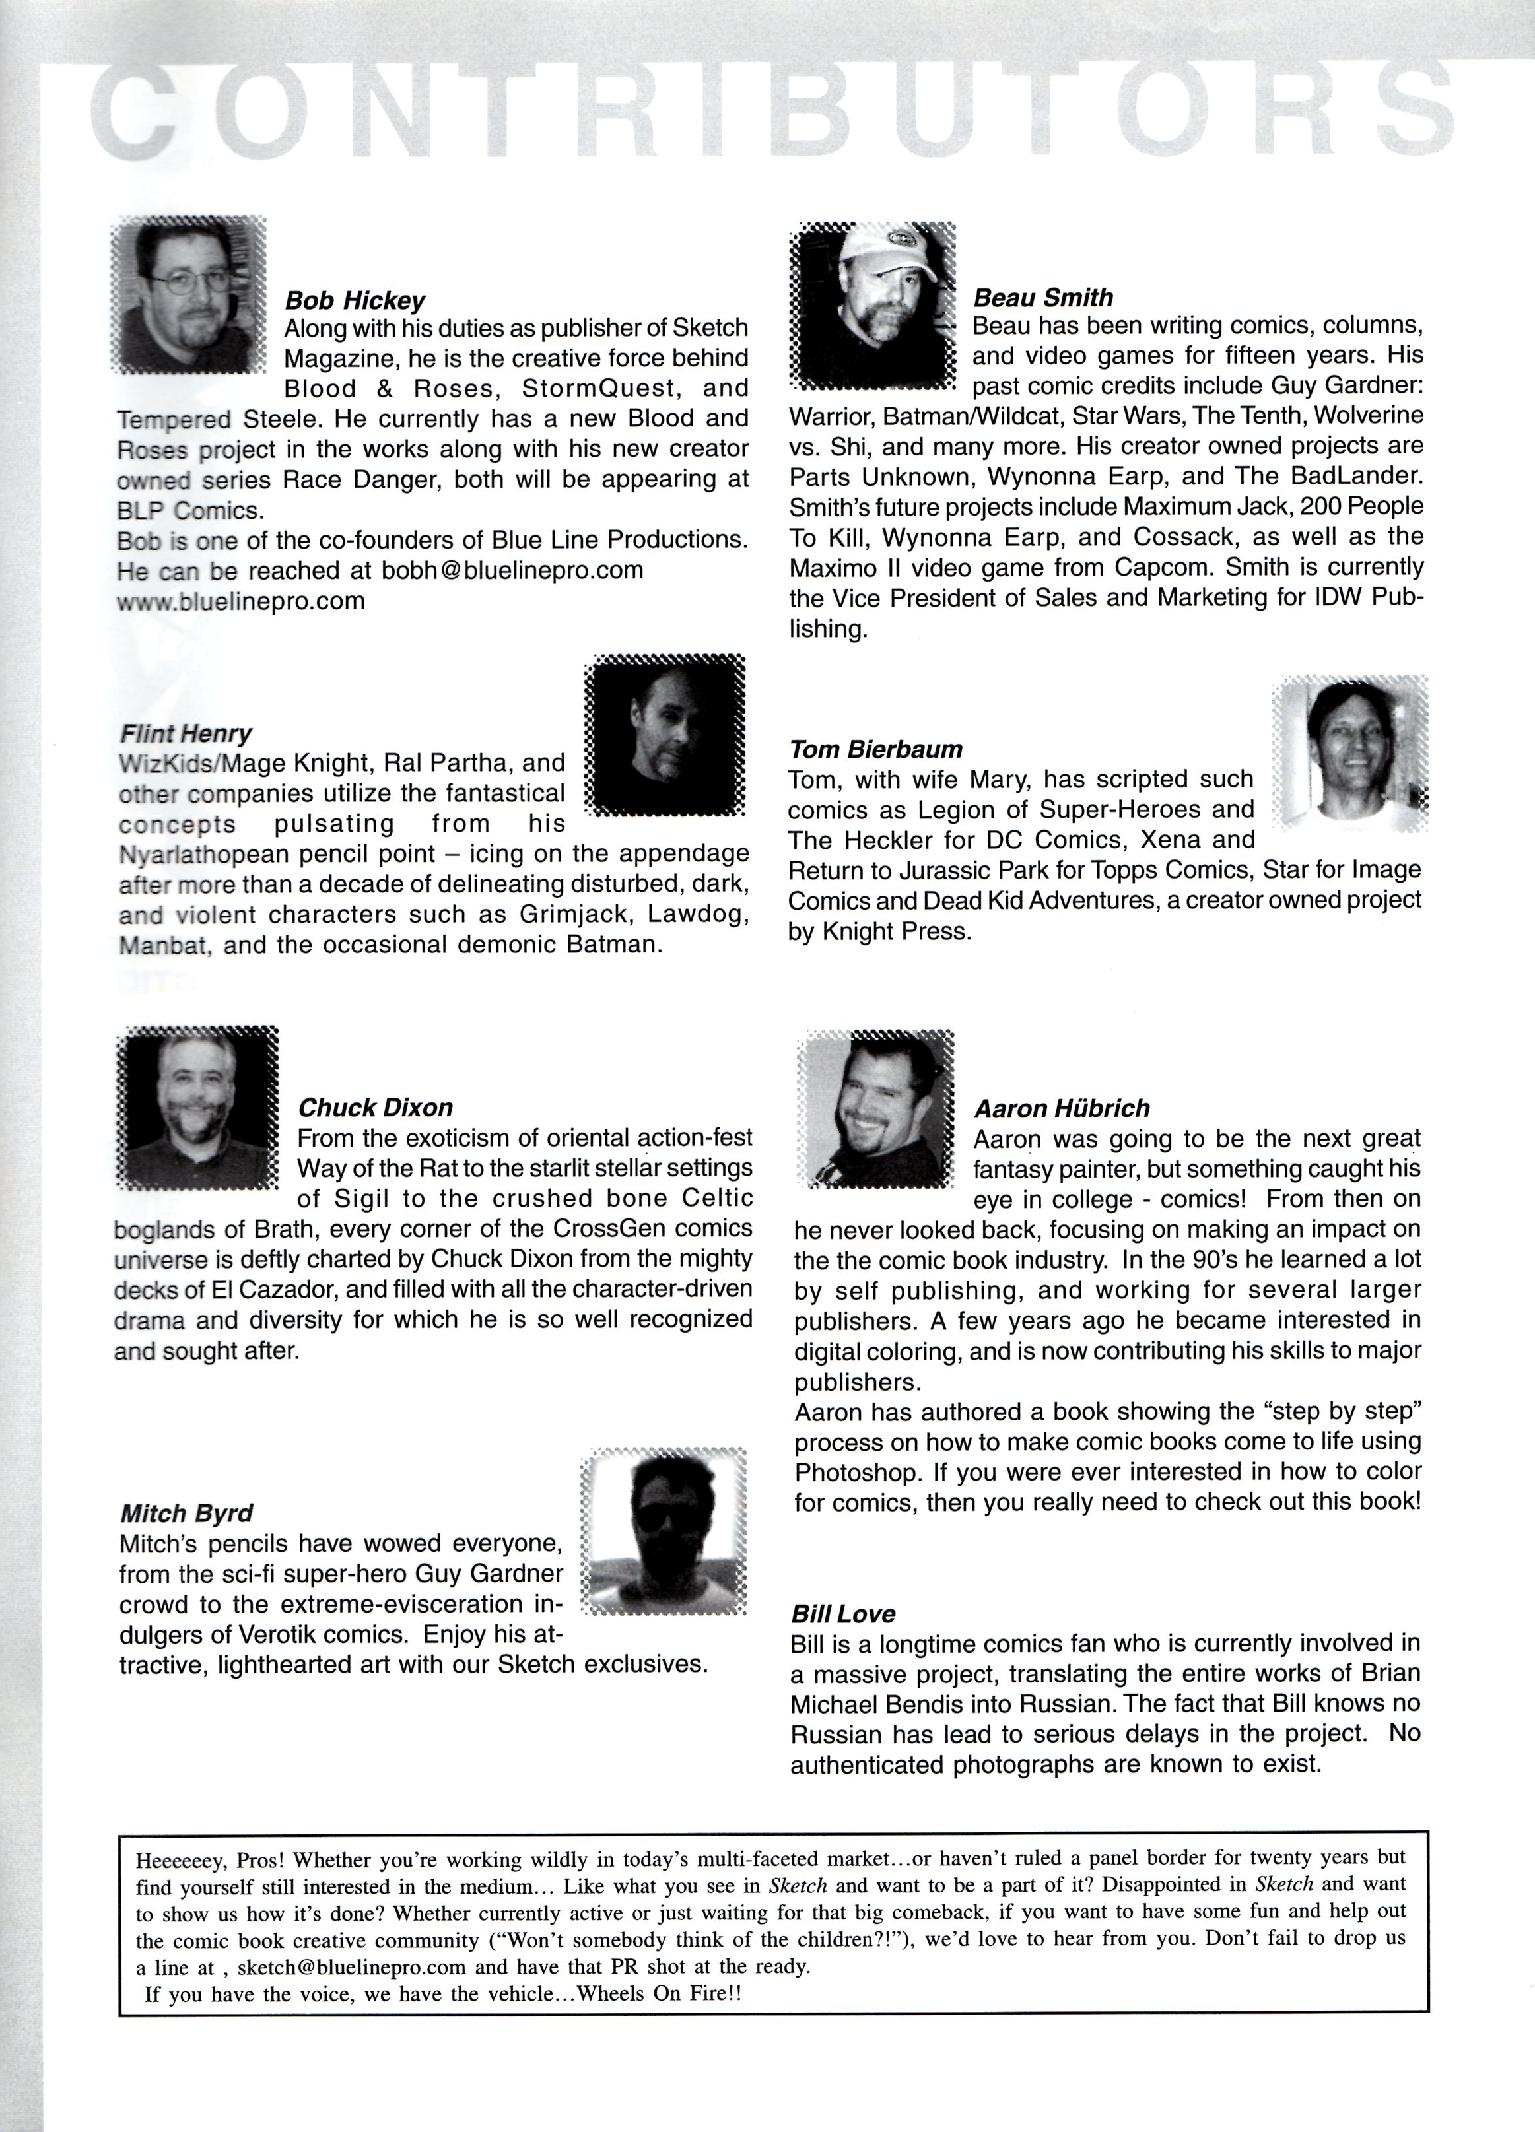 CONTRIBUTORS
Bob Hickey
Along with his duties as publisher of Sketch
Magazine, he is the creative force behind
Blood & Roses, StormQuest, and
Tempered Steele. He currently has a new Blood and
Roses project in the works along with his new creator
owned series Race Danger, both will be appearing at
BLP Comics.
Bob is one of the co-founders of Blue Line Productions.
He can be reached at bobh@bluelinepro.com
www.bluelinepro.com
Flint Henry
WizKids/Mage Knight, Ral Partha, and
other companies utilize the fantastical
concepts pulsating from his
Nyarlathopean pencil point – icing on the appendage
after more than a decade of delineating disturbed, dark,
and violent characters such as Grimjack, Lawdog,
Manbat, and the occasional demonic Batman.
Chuck Dixon
From the exoticism of oriental action-fest
Way of the Rat to the starlit stellar settings
of Sigil to the crushed bone Celtic
boglands of Brath, every corner of the CrossGen comics
universe is deftly charted by Chuck Dixon from the mighty
decks of El Cazador, and filled with all the character-driven
drama and diversity for which he is so well recognized
and sought after.
Mitch Byrd
Mitch's pencils have wowed everyone,
from the sci-fi super-hero Guy Gardner
crowd to the extreme-evisceration in-
dulgers of Verotik comics. Enjoy his at-
tractive, lighthearted art with our Sketch exclusives.
Beau Smith
Beau has been writing comics, columns,
and video games for fifteen years. His
past comic credits include Guy Gardner:
Warrior, Batman/Wildcat, Star Wars, The Tenth, Wolverine
vs. Shi, and many more. His creator owned projects are
Parts Unknown, Wynonna Earp, and The BadLander.
Smith's future projects include Maximum Jack, 200 People
To Kill, Wynonna Earp, and Cossack, as well as the
Maximo II video game from Capcom. Smith is currently
the Vice President of Sales and Marketing for IDW Pub-
lishing.
Tom Bierbaum
Tom, with wife Mary, has scripted such
comics as Legion of Super-Heroes and
The Heckler for DC Comics, Xena and
Return to Jurassic Park for Topps Comics, Star for Image
Comics and Dead Kid Adventures, a creator owned project
by Knight Press.
Aaron Hübrich
Aaron was going to be the next great
fantasy painter, but something caught his
eye in college - comics! From then on
he never looked back, focusing on making an impact on
the the comic book industry. In the 90's he learned a lot
by self publishing, and working for several larger
publishers. A few years ago he became interested in
digital coloring, and is now contributing his skills to major
publishers.
Aaron has authored a book showing the “step by step”
process on how to make comic books come to life using
Photoshop. If you were ever interested in how to color
for comics, then you really need to check out this book!
Bill Love
Bill is a longtime comics fan who is currently involved in
a massive project, translating the entire works of Brian
Michael Bendis into Russian. The fact that Bill knows no
Russian has lead to serious delays in the project. No
authenticated photographs are known to exist.
Heeeeeey, Pros! Whether you're working wildly in today's multi-faceted market...or haven't ruled a panel border for twenty years but
find yourself still interested in the medium... Like what you see in Sketch and want to be a part of it? Disappointed in Sketch and want
to show us how it's done? Whether currently active or just waiting for that big comeback, if you want to have some fun and help out
the comic book creative community (“Won't somebody think of the children?!”), we'd love to hear from you. Don't fail to drop us
a line at , sketch@bluelinepro.com and have that PR shot at the ready.
If you have the voice, we have the vehicle...Wheels On Fire!!